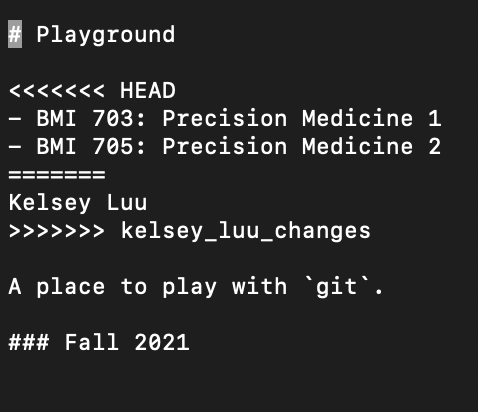 # Playground
<<<<<<< HEAD
- BMI 703: Precision Medicine 1
- BMI 705: Precision Medicine 2
=======
Kelsey Luu
>>>>>>> kelsey_luu_changes
A place to play with `git`.
### Fall 2021